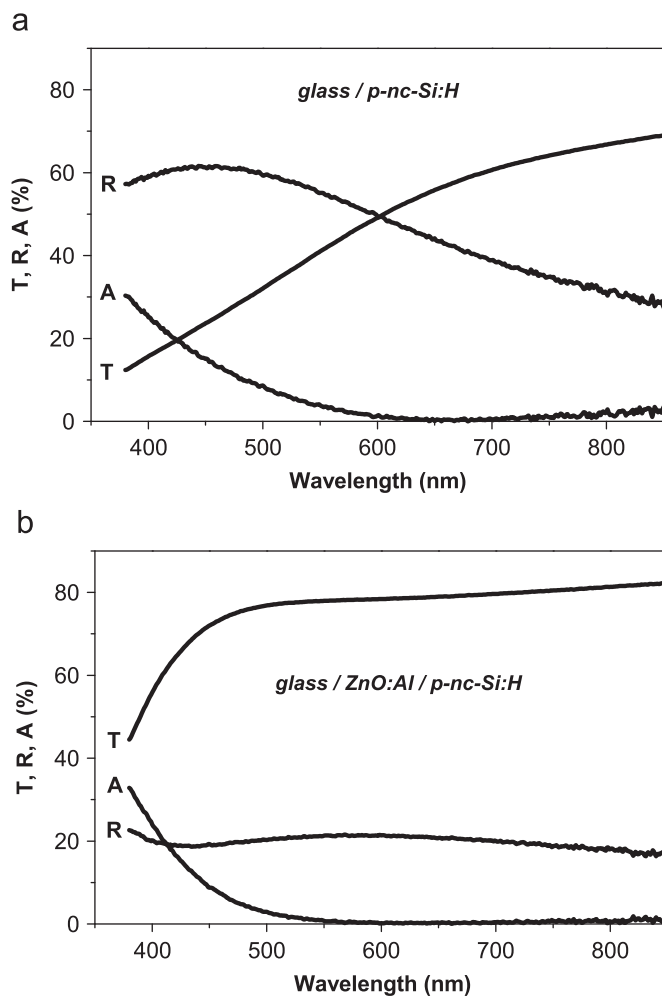 a
glass / p-nc-Si:H
80
60
40
20
0
R
A
T
T, R, A (%)
400 500 600 700 800
Wavelength (nm)
b
glass / ZnO:Al / p-nc-Si:H
80
60
40
20
0
T
A
R
T, R, A (%)
400 500 600 700 800
Wavelength (nm)